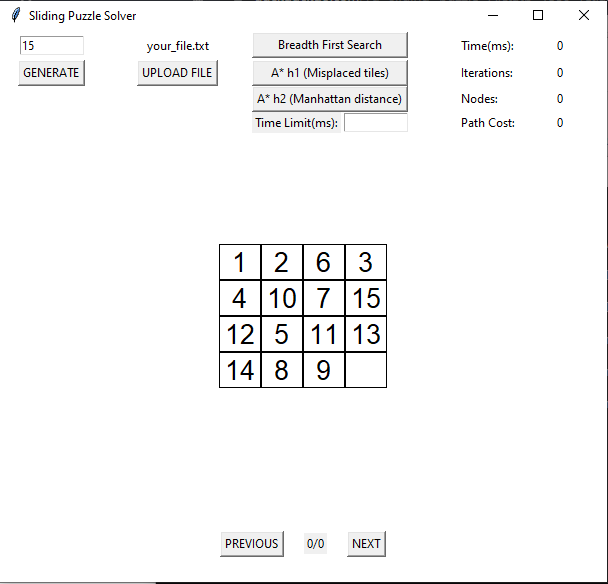 Sliding Puzzle Solver
15 your_file.txt Breadth First Search Time(ms): 0
GENERATE UPLOAD FILE A* h1 (Misplaced tiles) Iterations: 0
A* h2 (Manhattan distance) Nodes: 0
Time Limit(ms): Path Cost: 0
1 2 6 3
4 10 7 15
12 5 11 13
14 8 9
PREVIOUS 0/0 NEXT